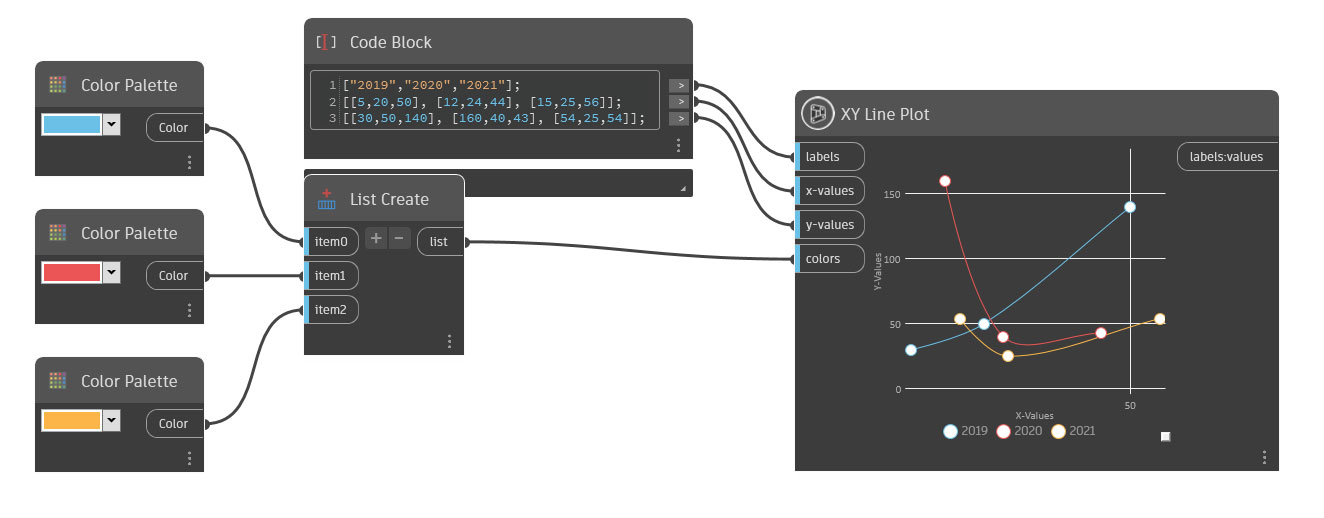 Color Palette
Color
Color Palette
Color
Color Palette
Color
Code Block
1 ["2019","2020","2021"];
2 [[5,20,50], [12,24,44], [15,25,56]];
3 [[30,50,140], [160,40,43], [54,25,54]];
>
>
>
List Create
item0 + − list
item1
item2
XY Line Plot
labels
x-values
y-values
colors
labels:values
Y-Values
150
100
50
0
50
X-Values
2019 2020 2021